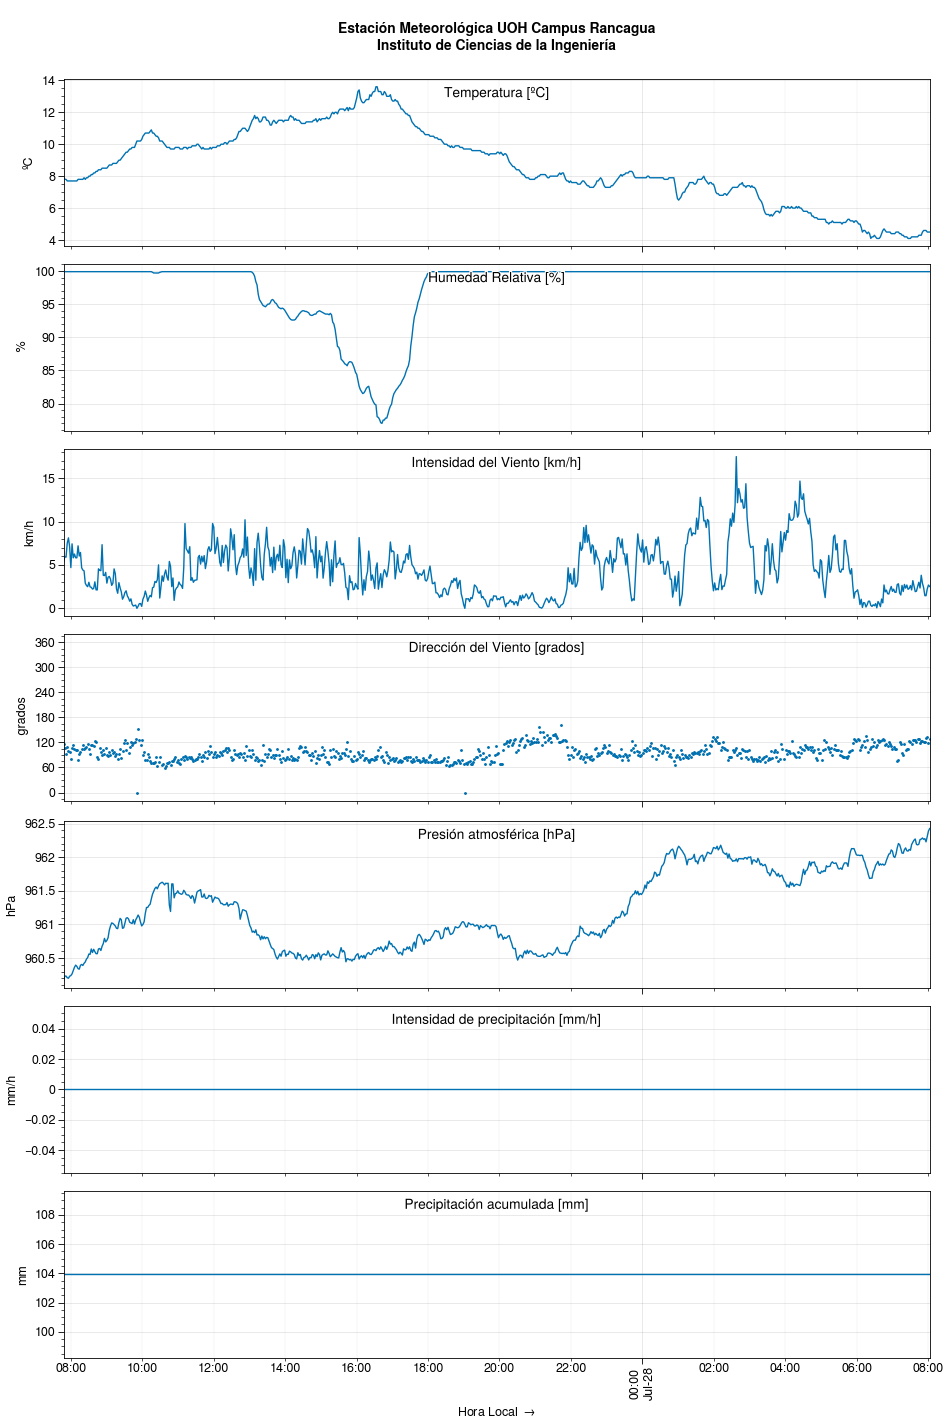 Estación Meteorológica UOH Campus Rancagua
Instituto de Ciencias de la Ingeniería
Temperatura [ºC]
ºC
14
12
10
8
6
4
Humedad Relativa [%]
%
100
95
90
85
80
Intensidad del Viento [km/h]
km/h
15
10
5
0
Dirección del Viento [grados]
grados
360
300
240
180
120
60
0
Presión atmosférica [hPa]
hPa
962.5
962
961.5
961
960.5
Intensidad de precipitación [mm/h]
mm/h
0.04
0.02
0
−0.02
−0.04
Precipitación acumulada [mm]
mm
108
106
104
102
100
08:00 10:00 12:00 14:00 16:00 18:00 20:00 22:00 00:00 02:00 04:00 06:00 08:00
Jul-28
Hora Local →